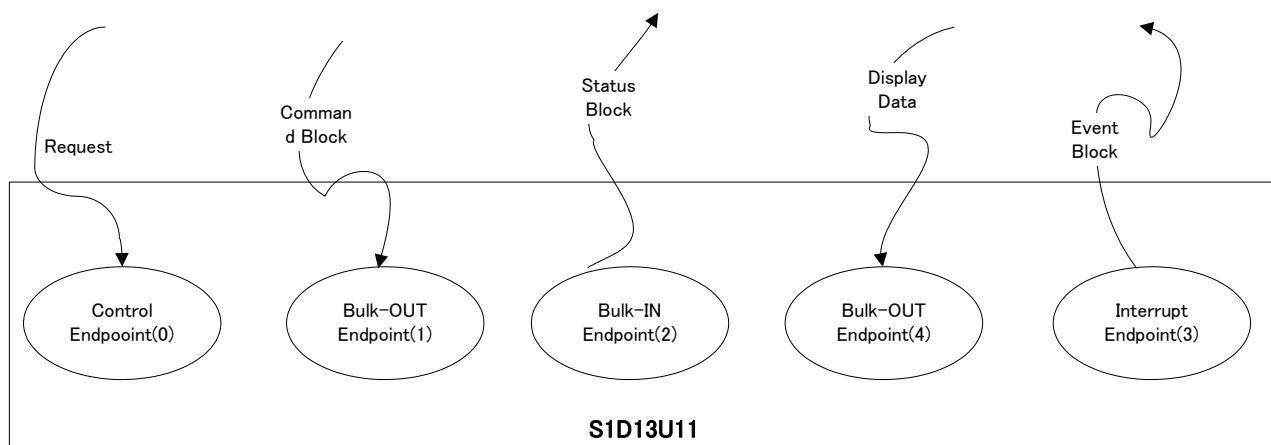 Request
Comman
d Block
Status
Block
Display
Data
Event
Block
Control
Endpooint(0)
Bulk-OUT
Endpoint(1)
Bulk-IN
Endpoint(2)
Bulk-OUT
Endpoint(4)
Interrupt
Endpoint(3)
S1D13U11